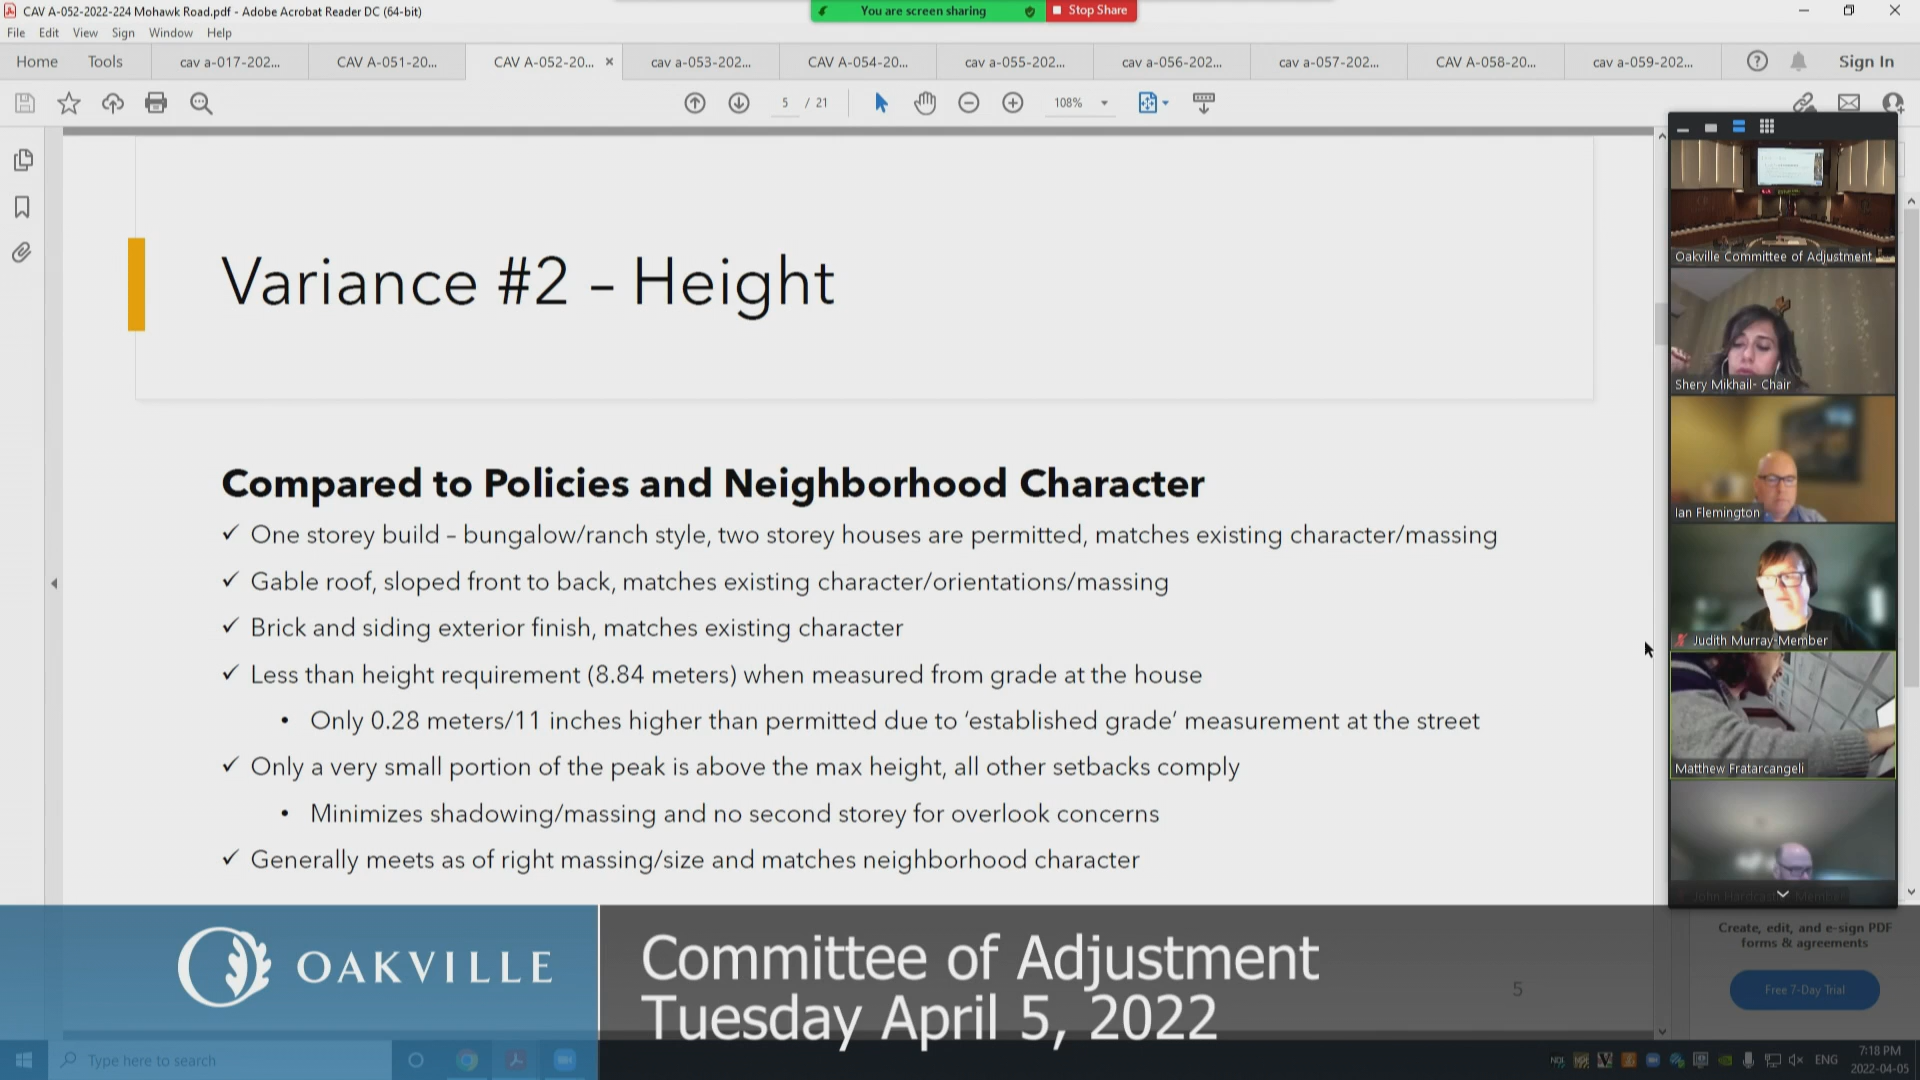 CAV A-052-2022-224 Mohawk Road.pdf - Adobe Acrobat Reader DC (64-bit)
You are screen sharing
Stop Share
File Edit View Sign Window Help
Home Tools cav a-017-202... CAV A-051-20... CAV A-052-20... × cav a-053-202... CAV A-054-20... cav a-055-202... cav a-056-202... cav a-057-202... CAV A-058-20... cav a-059-202... Sign In
5 / 21 108%
Variance #2 – Height
Compared to Policies and Neighborhood Character
✓ One storey build – bungalow/ranch style, two storey houses are permitted, matches existing character/massing
✓ Gable roof, sloped front to back, matches existing character/orientations/massing
✓ Brick and siding exterior finish, matches existing character
✓ Less than height requirement (8.84 meters) when measured from grade at the house
• Only 0.28 meters/11 inches higher than permitted due to ‘established grade’ measurement at the street
✓ Only a very small portion of the peak is above the max height, all other setbacks comply
• Minimizes shadowing/massing and no second storey for overlook concerns
✓ Generally meets as of right massing/size and matches neighborhood character
5
Oakville Committee of Adjustment
Shery Mikhail- Chair
Ian Flemington
Judith Murray-Member
Matthew Fratarcangeli
Create, edit, and e-sign PDF
forms & agreements
Free 7-Day Trial
OAKVILLE
Committee of Adjustment
Tuesday April 5, 2022
Type here to search
ENG
7:18 PM
2022-04-05